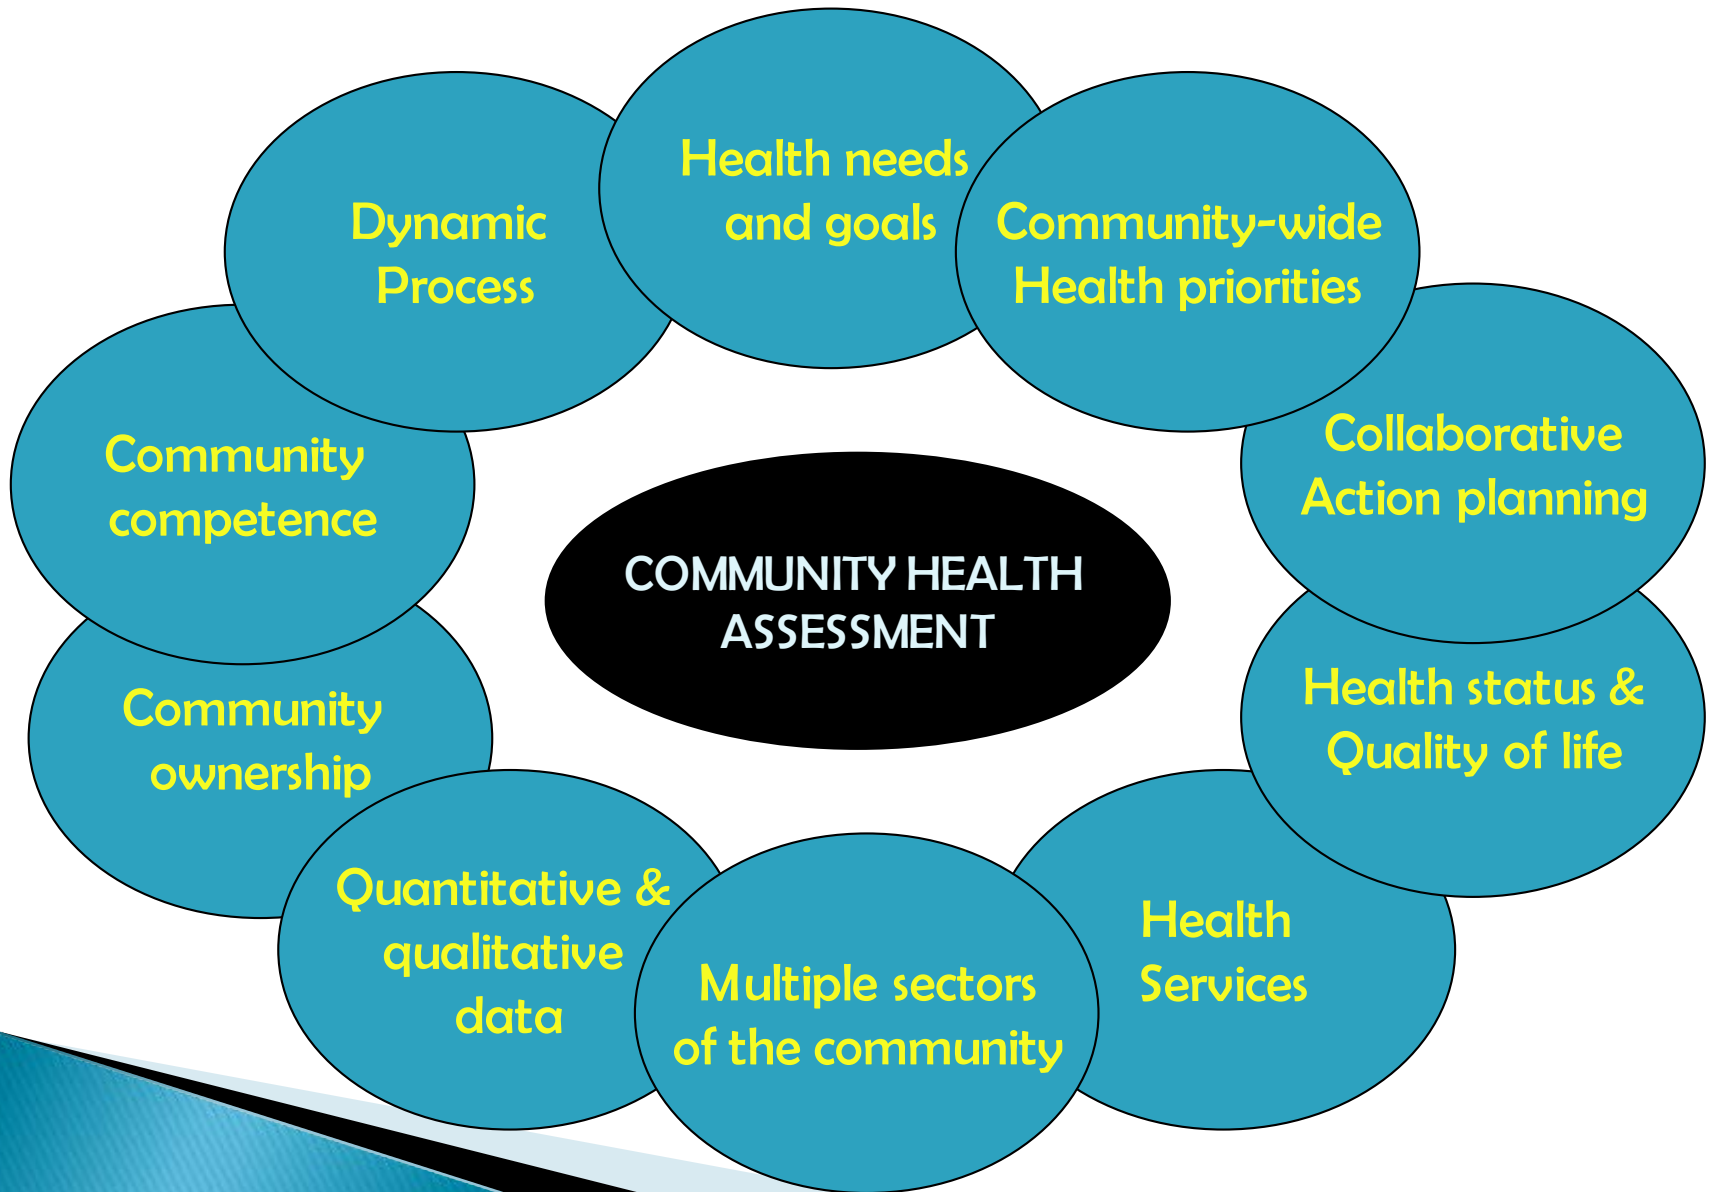 Health needs
and goals
Community-wide
Health priorities
Collaborative
Action planning
Health status &
Quality of life
Health
Services
Multiple sectors
of the community
Quantitative &
qualitative
data
Community
ownership
Community
competence
Dynamic
Process
COMMUNITY HEALTH
ASSESSMENT